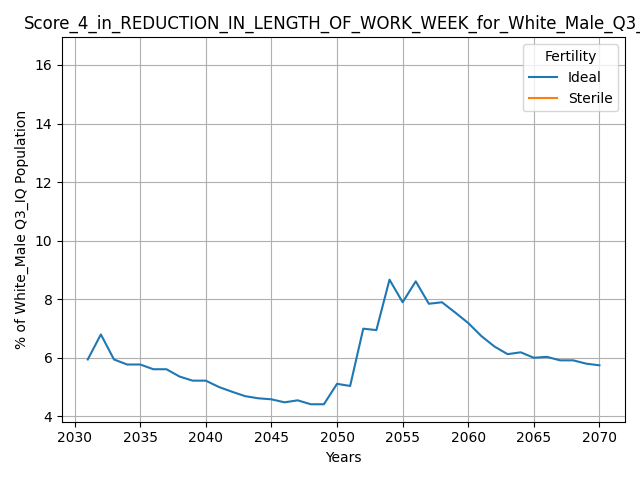 Score_4_in_REDUCTION_IN_LENGTH_OF_WORK_WEEK_for_White_Male_Q3_
Fertility
Ideal
Sterile
% of White_Male Q3_IQ Population
16
14
12
10
8
6
4
2030 2035 2040 2045 2050 2055 2060 2065 2070
Years